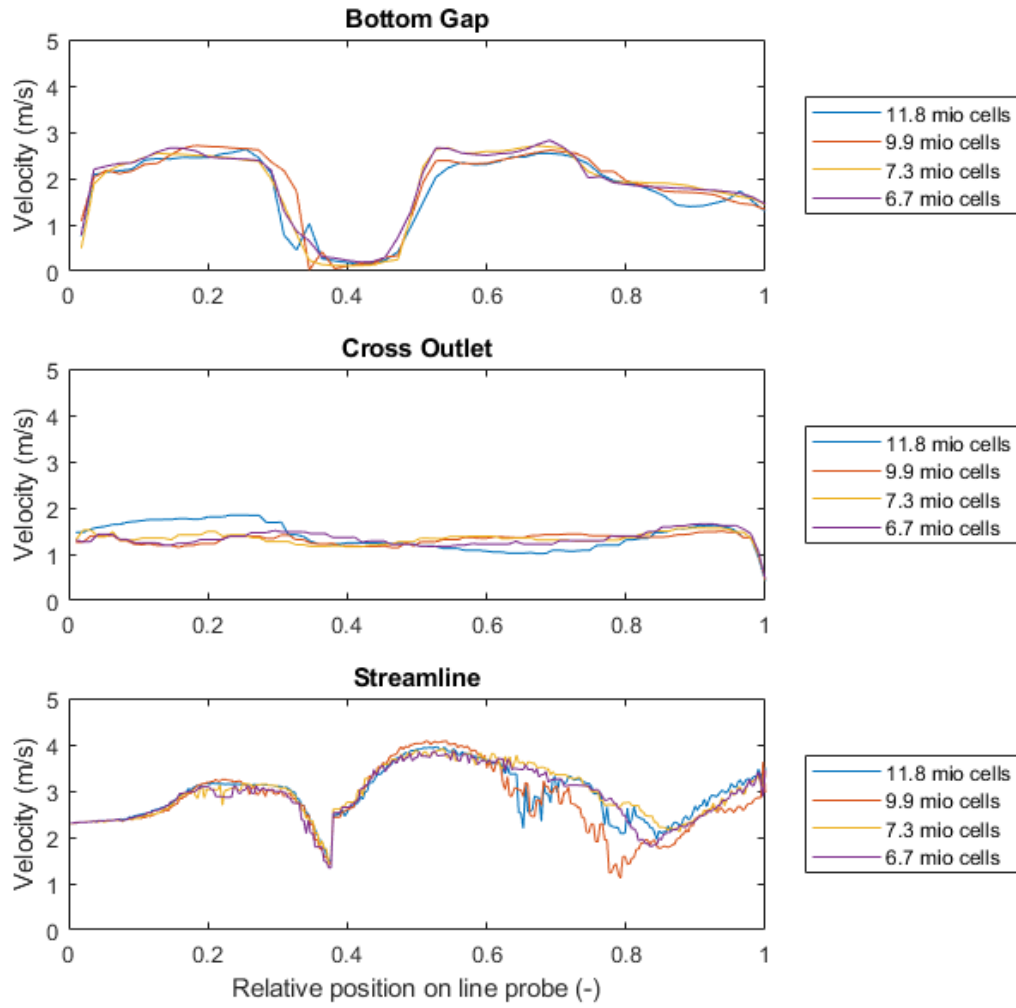 Bottom Gap
Velocity (m/s)
5
4
3
2
1
0
0 0.2 0.4 0.6 0.8 1
11.8 mio cells
9.9 mio cells
7.3 mio cells
6.7 mio cells
Cross Outlet
Velocity (m/s)
5
4
3
2
1
0
0 0.2 0.4 0.6 0.8 1
11.8 mio cells
9.9 mio cells
7.3 mio cells
6.7 mio cells
Streamline
Velocity (m/s)
5
4
3
2
1
0
0 0.2 0.4 0.6 0.8 1
Relative position on line probe (-)
11.8 mio cells
9.9 mio cells
7.3 mio cells
6.7 mio cells